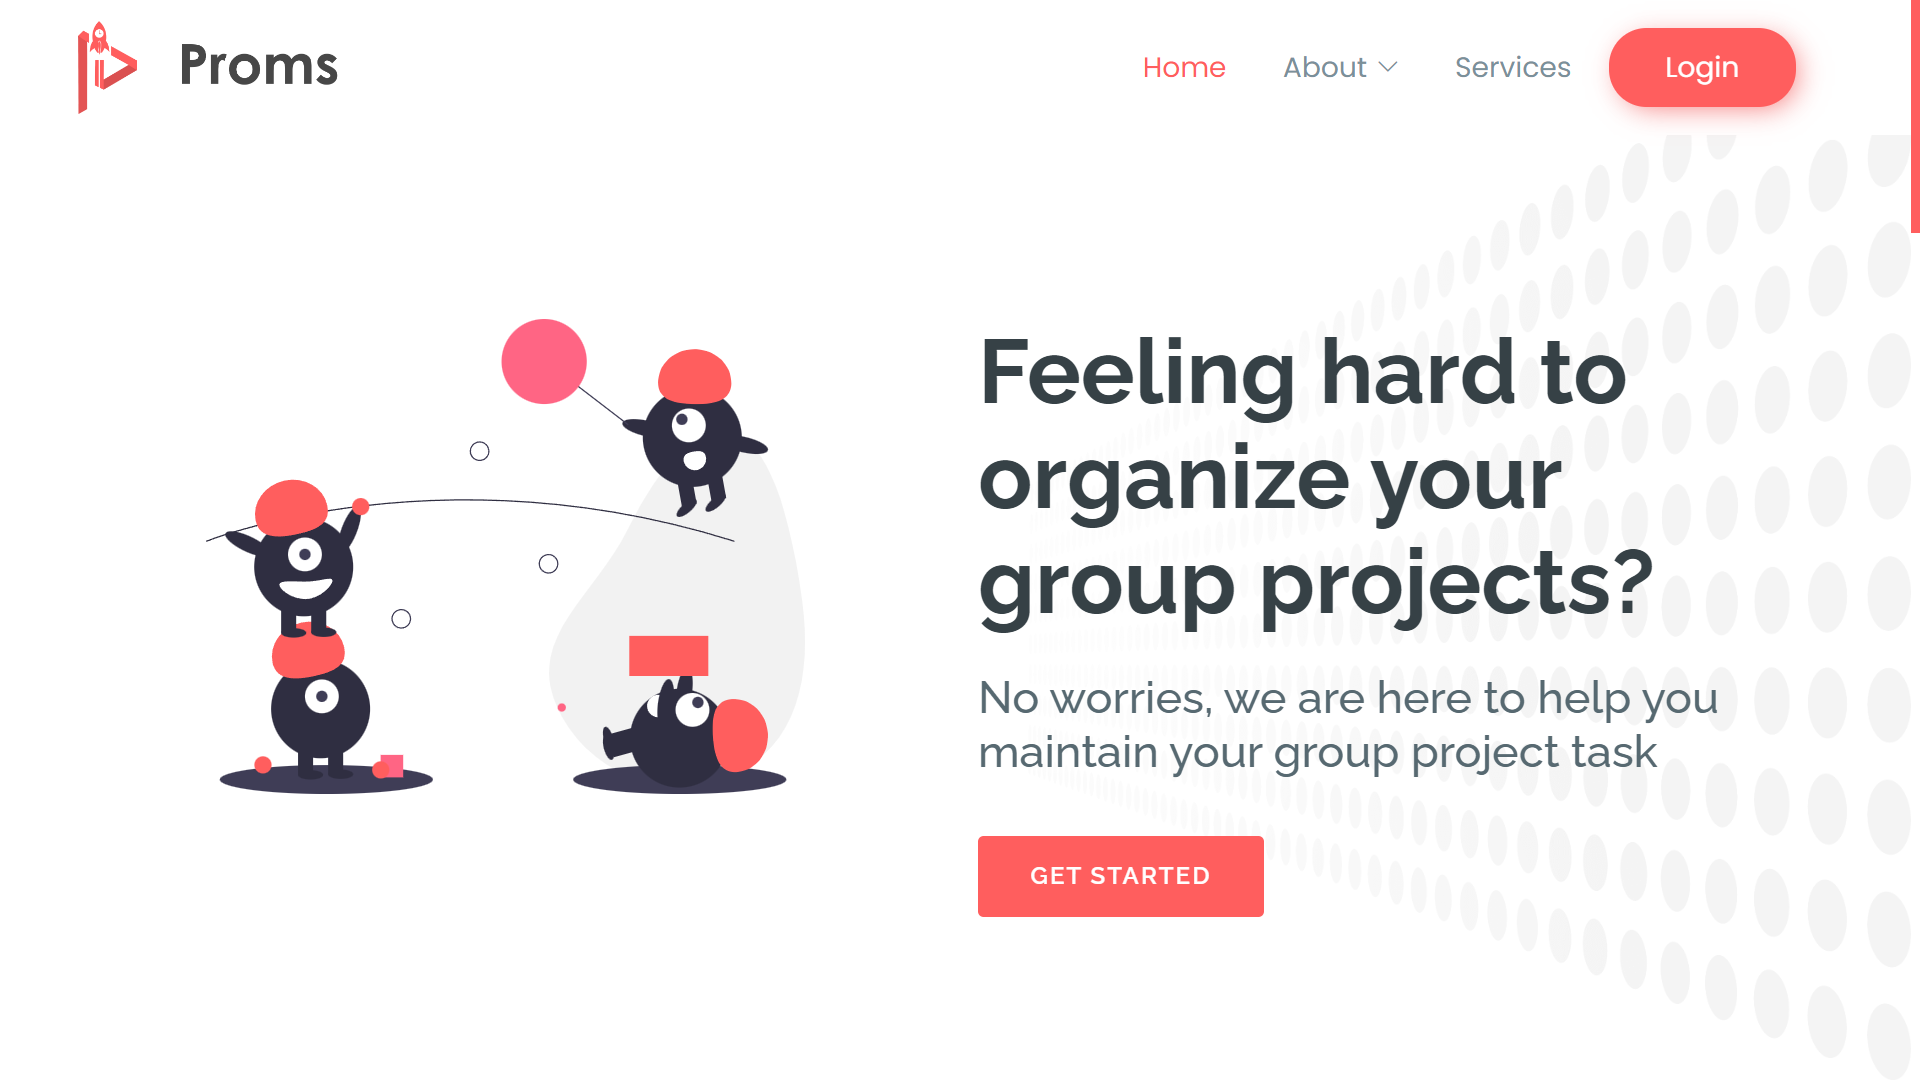 Proms
Home About Services Login
Feeling hard to
organize your
group projects?
No worries, we are here to help you
maintain your group project task
GET STARTED